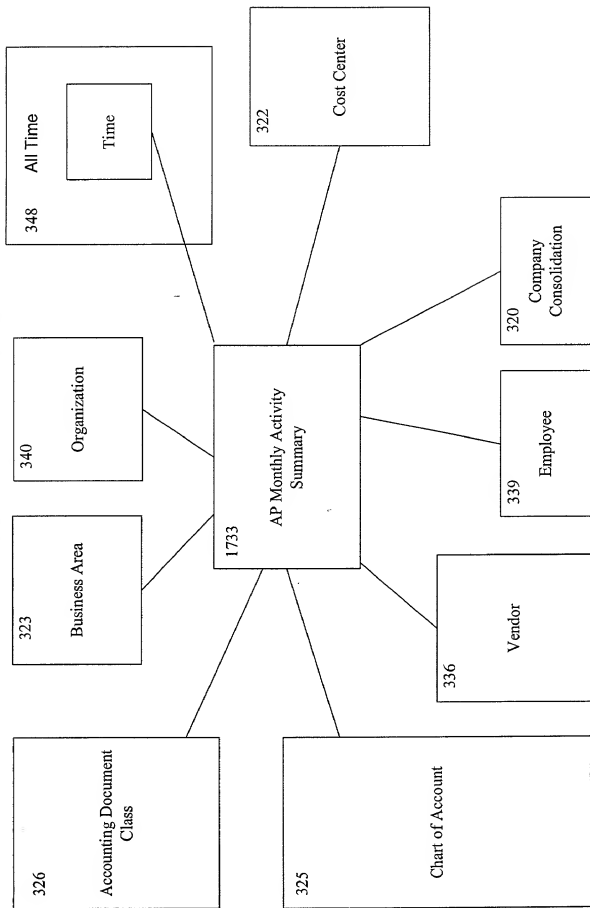 326
Accounting Document
Class
323
Business Area
340
Organization
348
All Time
Time
1733
AP Monthly Activity
Summary
322
Cost Center
325
Chart of Account
336
Vendor
339
Employee
320
Company
Consolidation